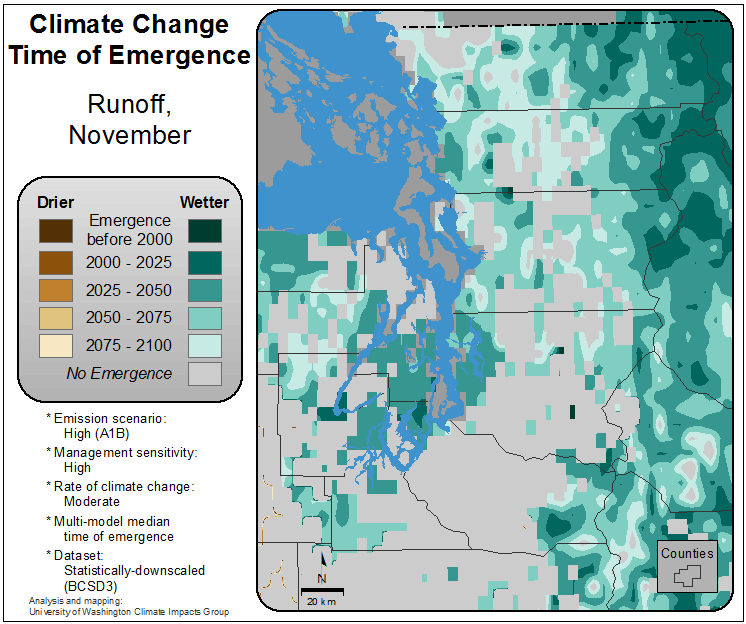 Climate Change
Time of Emergence
Runoff,
November
Drier
Wetter
Emergence
before 2000
2000 - 2025
2025 - 2050
2050 - 2075
2075 - 2100
No Emergence
* Emission scenario:
High (A1B)
* Management sensitivity:
High
* Rate of climate change:
Moderate
* Multi-model median
time of emergence
* Dataset:
Statistically-downscaled
(BCSD3)
Analysis and mapping:
University of Washington Climate Impacts Group
N
20 km
Counties